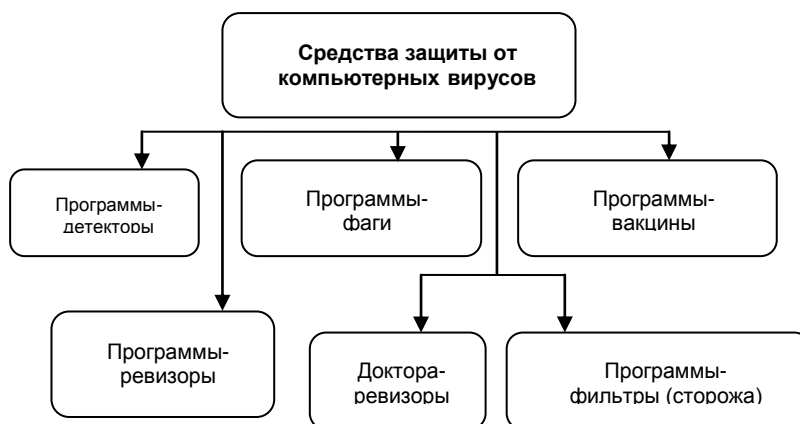 Средства защиты от
компьютерных вирусов
Программы-
детекторы
Программы-
фаги
Программы-
вакцины
Программы-
ревизоры
Доктора-
ревизоры
Программы-
фильтры (сторожа)